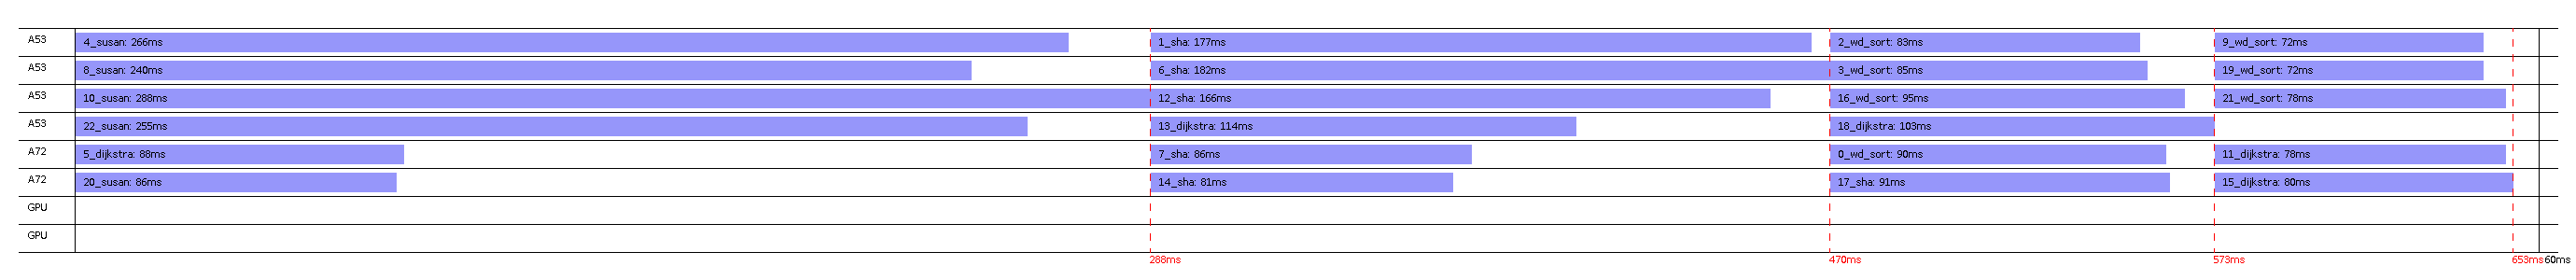 A53 4_susan: 266ms 1_sha: 177ms 2_wd_sort: 83ms 9_wd_sort: 72ms
A53 8_susan: 240ms 6_sha: 182ms 3_wd_sort: 85ms 19_wd_sort: 72ms
A53 10_susan: 288ms 12_sha: 166ms 16_wd_sort: 95ms 21_wd_sort: 78ms
A53 22_susan: 255ms 13_dijkstra: 114ms 18_dijkstra: 103ms
A72 5_dijkstra: 88ms 7_sha: 86ms 0_wd_sort: 90ms 11_dijkstra: 78ms
A72 20_susan: 86ms 14_sha: 81ms 17_sha: 91ms 15_dijkstra: 80ms
GPU
GPU
288ms 470ms 573ms 653ms 60ms